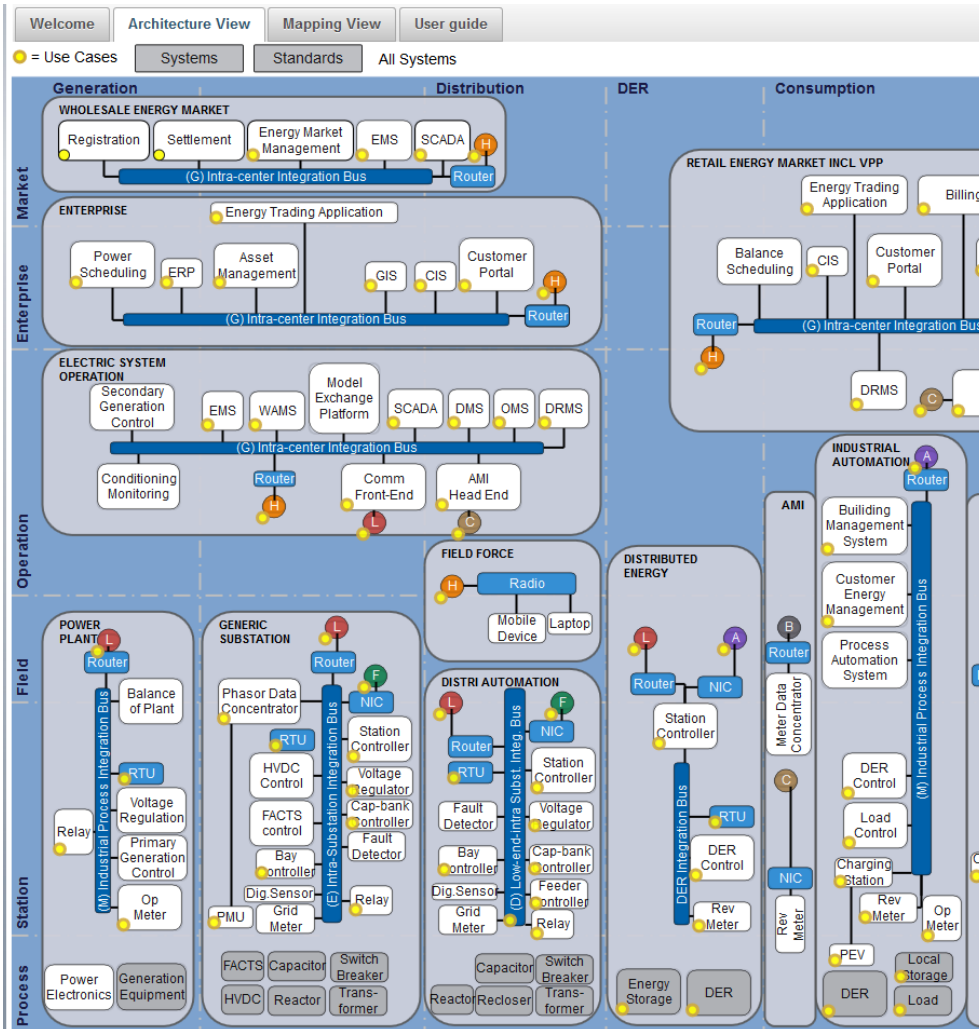 Welcome
Architecture View
Mapping View
User guide
= Use Cases
Systems
Standards
All Systems
Generation
Distribution
DER
Consumption
Market
Enterprise
Operation
Field
Station
Process
WHOLESALE ENERGY MARKET
Registration
Settlement
Energy Market
Management
EMS
SCADA
H
(G) Intra-center Integration Bus
Router
ENTERPRISE
Energy Trading Application
Power
Scheduling
ERP
Asset
Management
GIS
CIS
Customer
Portal
H
(G) Intra-center Integration Bus
Router
RETAIL ENERGY MARKET INCL VPP
Energy Trading
Application
Billing
Balance
Scheduling
CIS
Customer
Portal
Router
(G) Intra-center Integration Bus
H
DRMS
C
ELECTRIC SYSTEM
OPERATION
Secondary
Generation
Control
EMS
WAMS
Model
Exchange
Platform
SCADA
DMS
OMS
DRMS
(G) Intra-center Integration Bus
Conditioning
Monitoring
Router
H
Comm
Front-End
L
AMI
Head End
C
FIELD FORCE
H
Radio
Mobile
Device
Laptop
POWER
PLANT
L
Router
(M) Industrial Process Integration Bus
Balance
of Plant
RTU
Voltage
Regulation
Relay
Primary
Generation
Control
Op
Meter
Power
Electronics
Generation
Equipment
GENERIC
SUBSTATION
L
Router
F
NIC
Phasor Data
Concentrator
(E) Intra-Substation Integration Bus
RTU
Station
Controller
HVDC
Control
Voltage
Regulator
FACTS
control
Cap-bank
Controller
Fault
Detector
Bay
Controller
Dig.Sensor
Relay
PMU
Grid
Meter
FACTS
Capacitor
Switch
Breaker
HVDC
Reactor
Trans-
former
DISTRI AUTOMATION
L
F
Router
NIC
(D) Low-end-intra Subst. Integ. Bus
RTU
Station
Controller
Fault
Detector
Voltage
Regulator
Bay
Controller
Cap-bank
Controller
Dig.Sensor
Feeder
Controller
Grid
Meter
Relay
Capacitor
Switch
Breaker
Reactor
Recloser
Trans-
former
DISTRIBUTED
ENERGY
L
A
Router
NIC
Station
Controller
DER Integration Bus
RTU
DER
Control
Rev
Meter
Energy
Storage
DER
AMI
B
Router
Meter Data
Concentrator
C
NIC
Rev
Meter
INDUSTRIAL
AUTOMATION
A
Router
Builiding
Management
System
Customer
Energy
Management
Process
Automation
System
(M) Industrial Process Integration Bus
DER
Control
Load
Control
Charging
Station
Rev
Meter
Op
Meter
PEV
Local
Storage
DER
Load